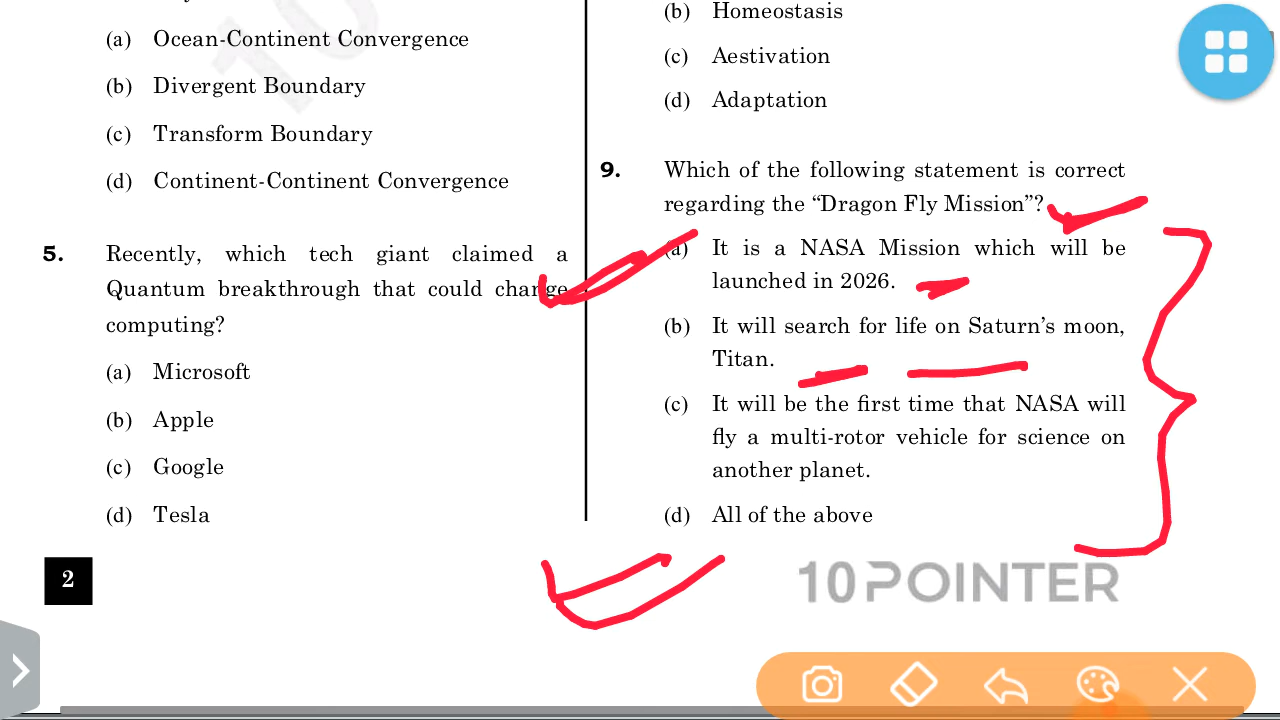 (a) Ocean-Continent Convergence
(b) Divergent Boundary
(c) Transform Boundary
(d) Continent-Continent Convergence
5. Recently, which tech giant claimed a
Quantum breakthrough that could change
computing?
(a) Microsoft
(b) Apple
(c) Google
(d) Tesla
2
(b) Homeostasis
(c) Aestivation
(d) Adaptation
9. Which of the following statement is correct
regarding the “Dragon Fly Mission”?
(a) It is a NASA Mission which will be
launched in 2026.
(b) It will search for life on Saturn’s moon,
Titan.
(c) It will be the first time that NASA will
fly a multi-rotor vehicle for science on
another planet.
(d) All of the above
10 POINTER